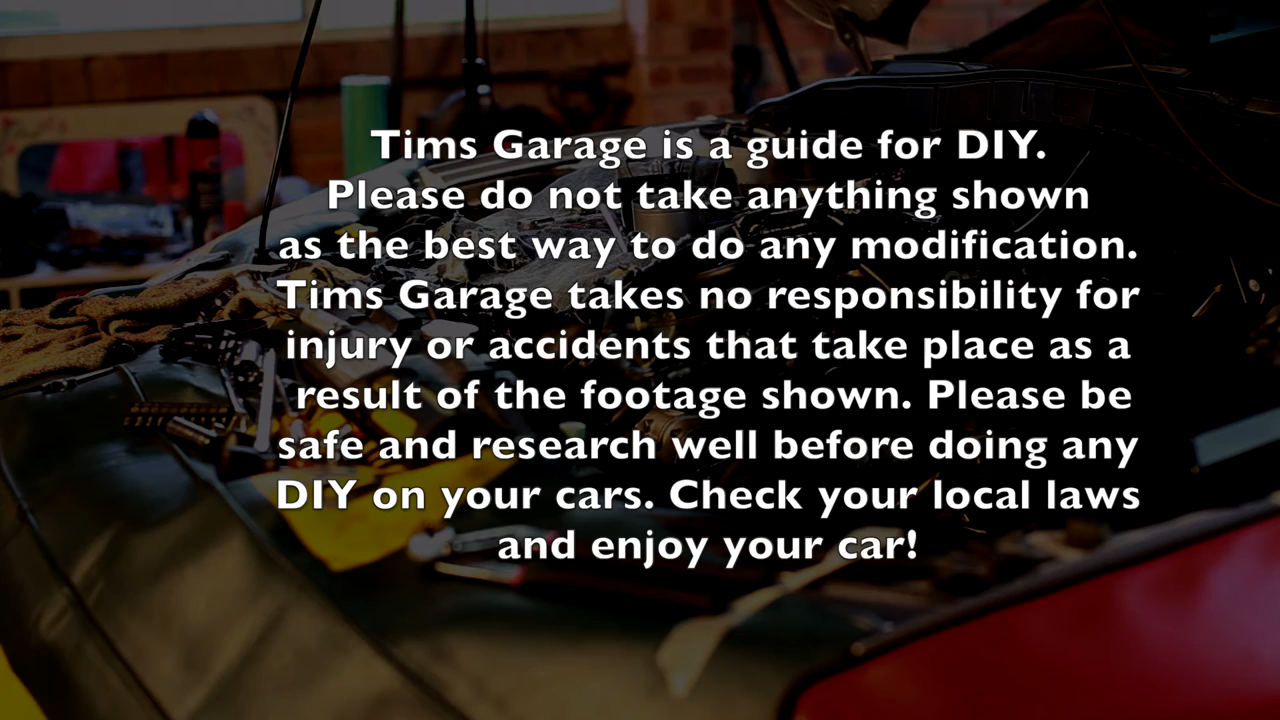 Tims Garage is a guide for DIY.
Please do not take anything shown
as the best way to do any modification.
Tims Garage takes no responsibility for
injury or accidents that take place as a
result of the footage shown. Please be
safe and research well before doing any
DIY on your cars. Check your local laws
and enjoy your car!